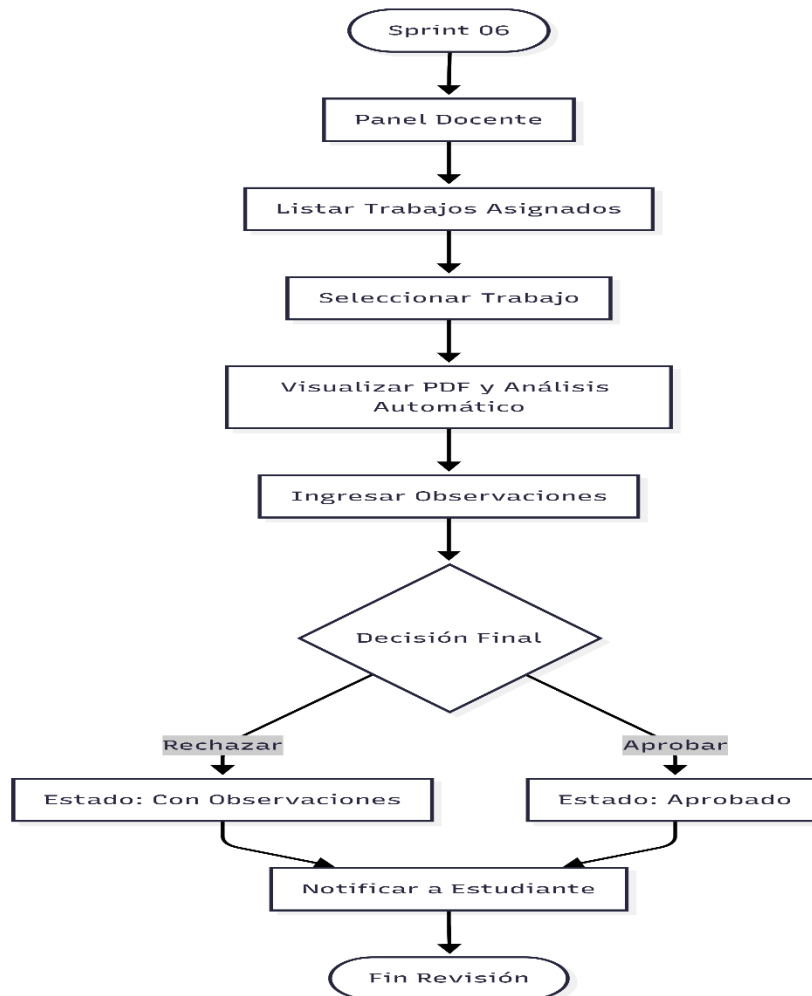 Sprint 06
Panel Docente
Listar Trabajos Asignados
Seleccionar Trabajo
Visualizar PDF y Análisis
Automático
Ingresar Observaciones
Decisión Final
Rechazar
Aprobar
Estado: Con Observaciones
Estado: Aprobado
Notificar a Estudiante
Fin Revisión